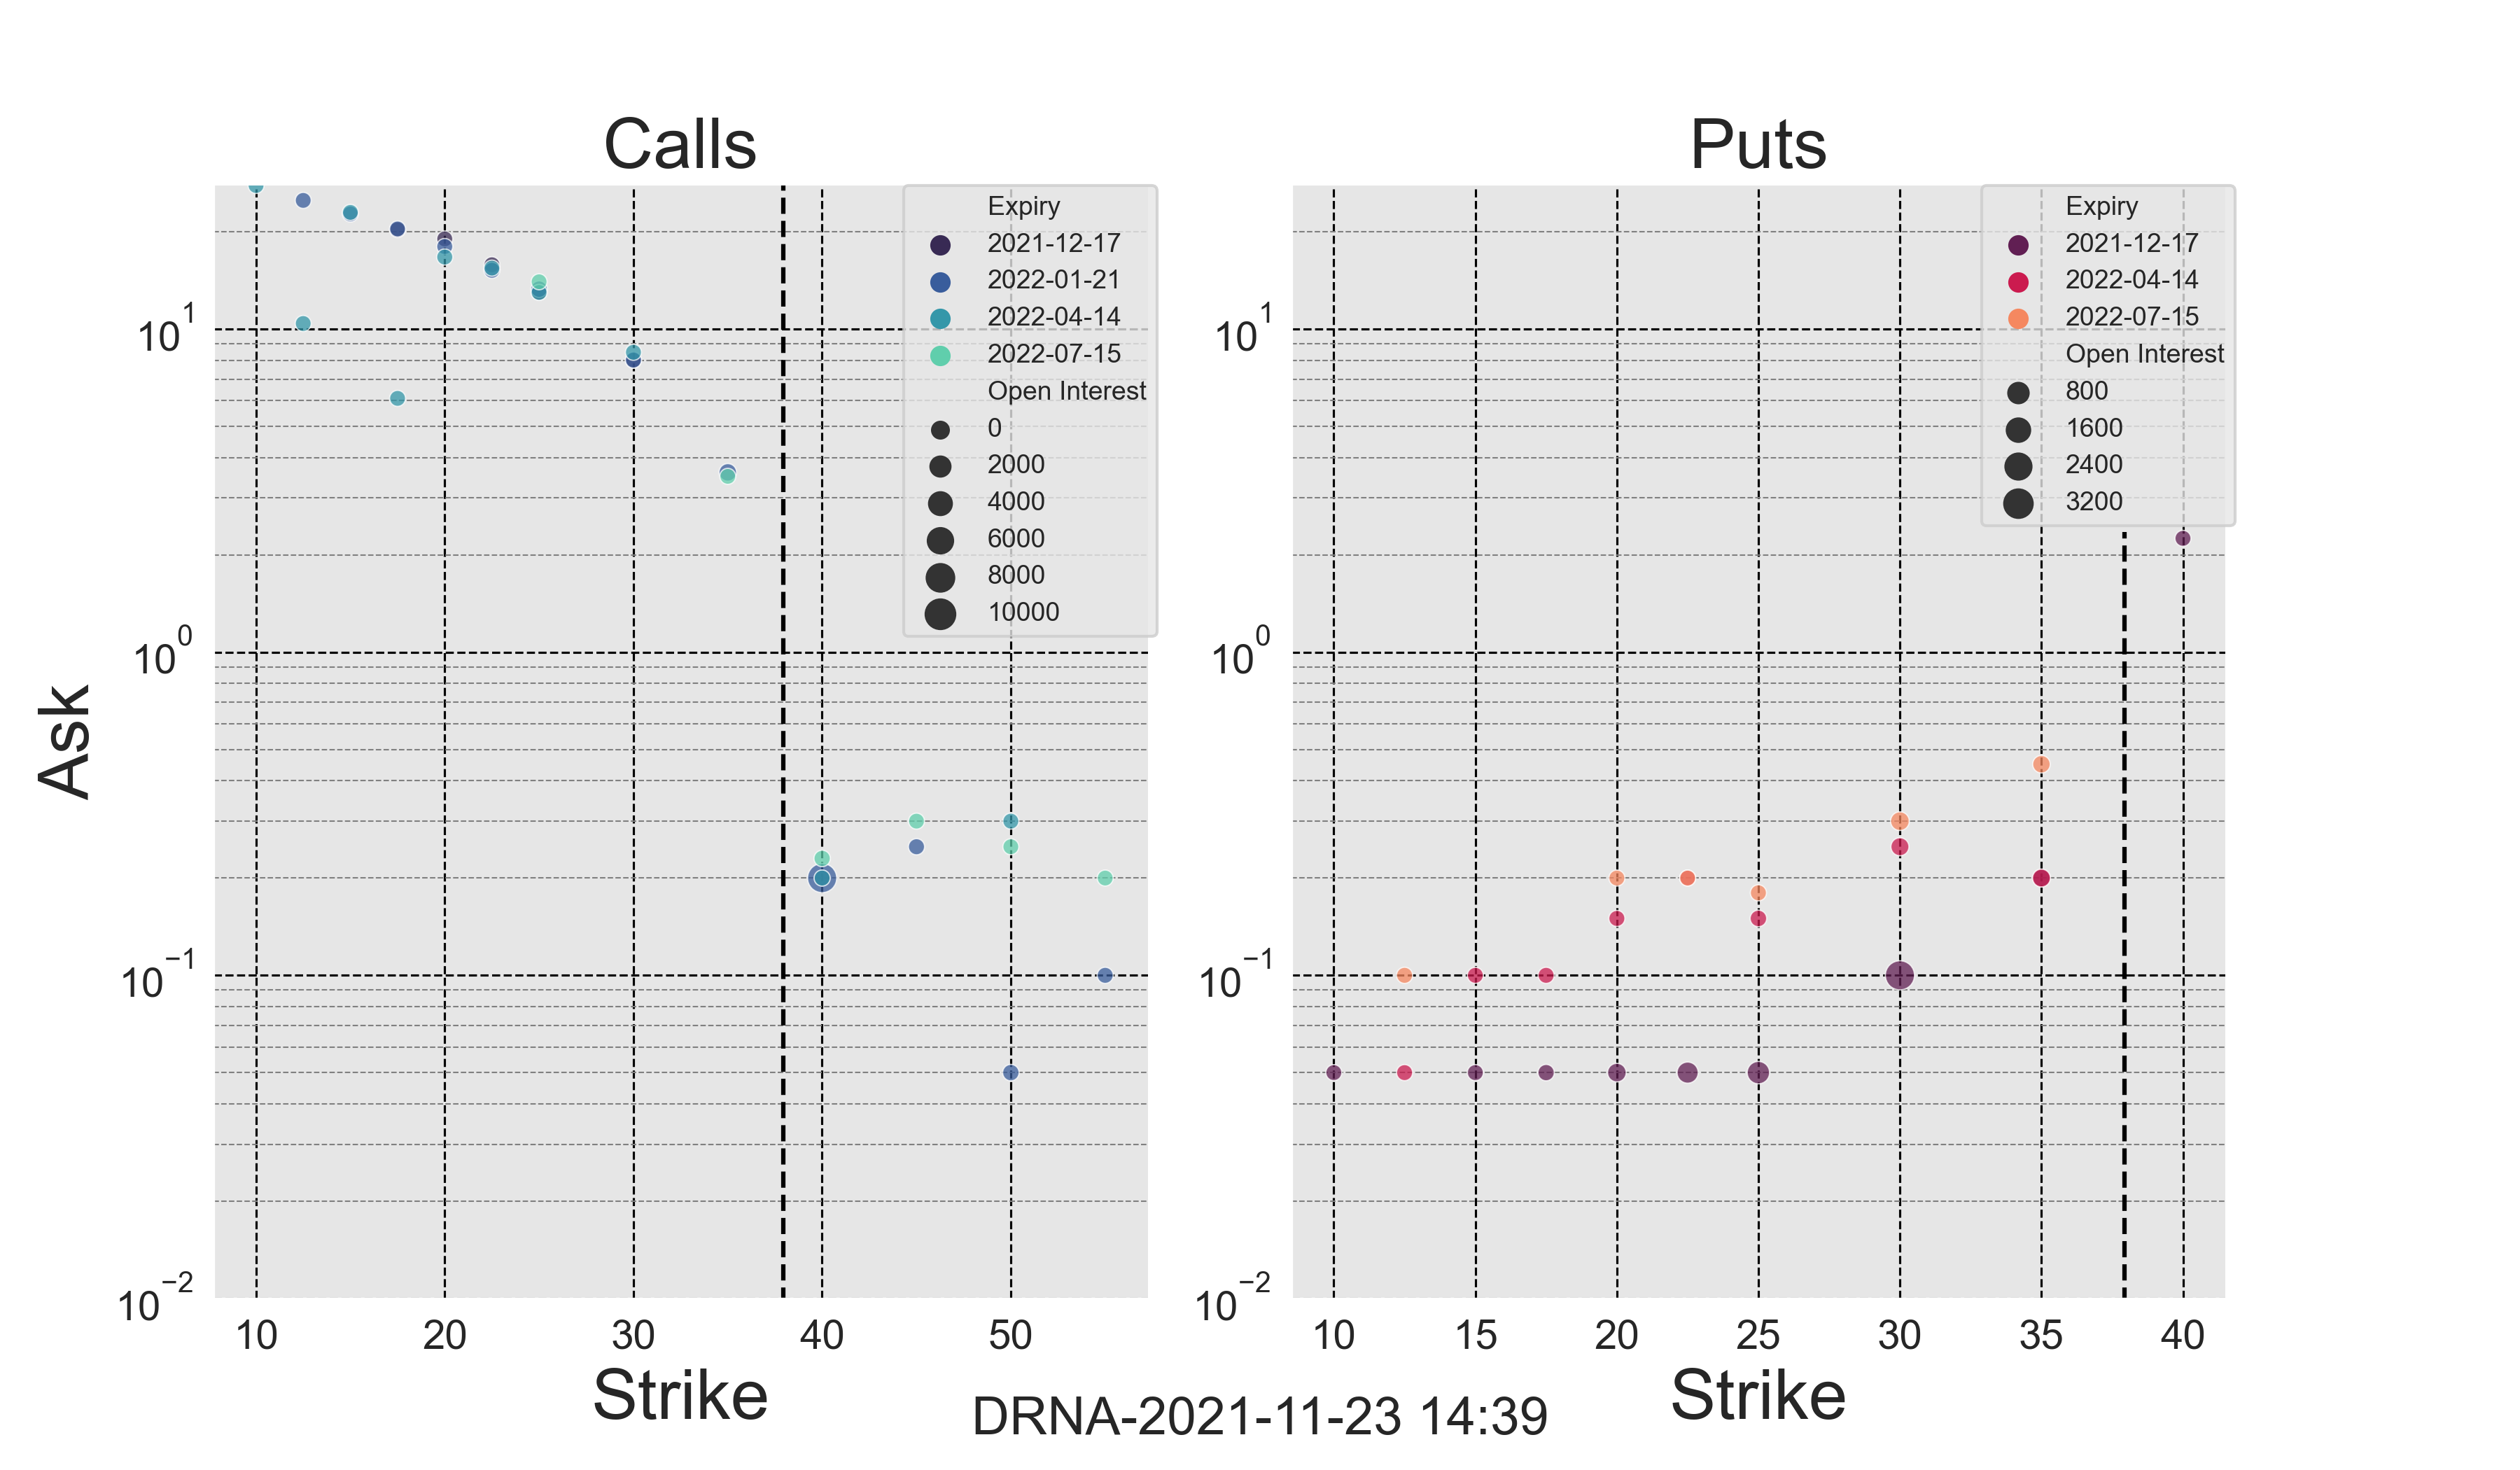 Calls
Puts
Expiry
2021-12-17
2022-01-21
2022-04-14
2022-07-15
Open Interest
0
2000
4000
6000
8000
10000
Expiry
2021-12-17
2022-04-14
2022-07-15
Open Interest
800
1600
2400
3200
Ask
10^1
10^0
10^−1
10^−2
10^1
10^0
10^−1
10^−2
10 20 30 40 50
10 15 20 25 30 35 40
Strike
Strike
DRNA-2021-11-23 14:39